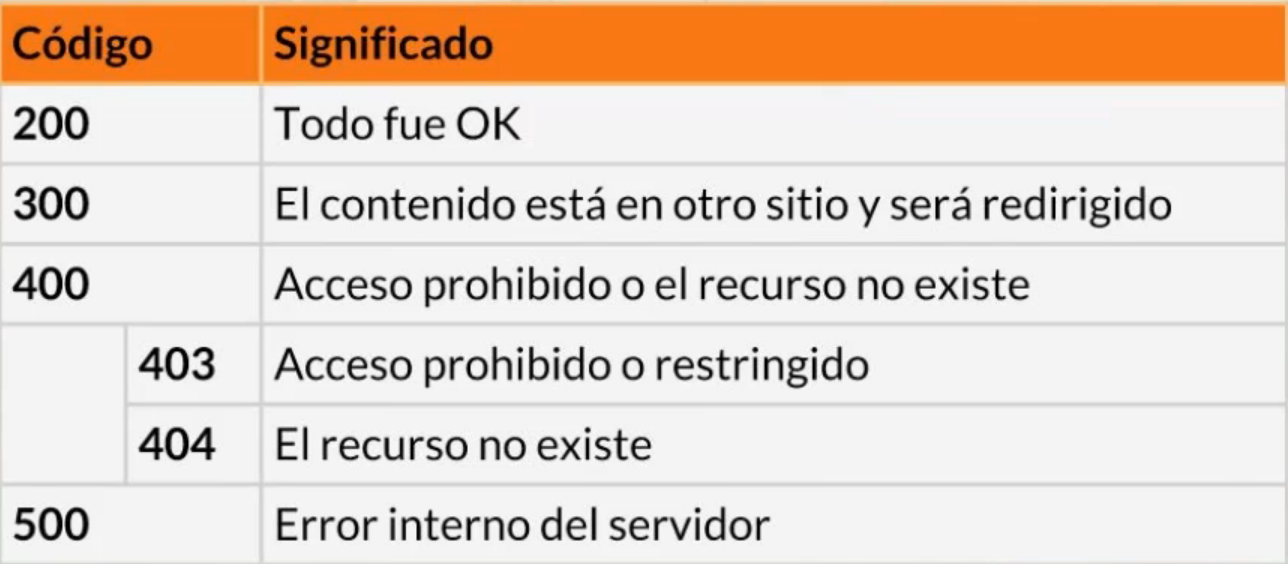 Código Significado
200 Todo fue OK
300 El contenido está en otro sitio y será redirigido
400 Acceso prohibido o el recurso no existe
403 Acceso prohibido o restringido
404 El recurso no existe
500 Error interno del servidor